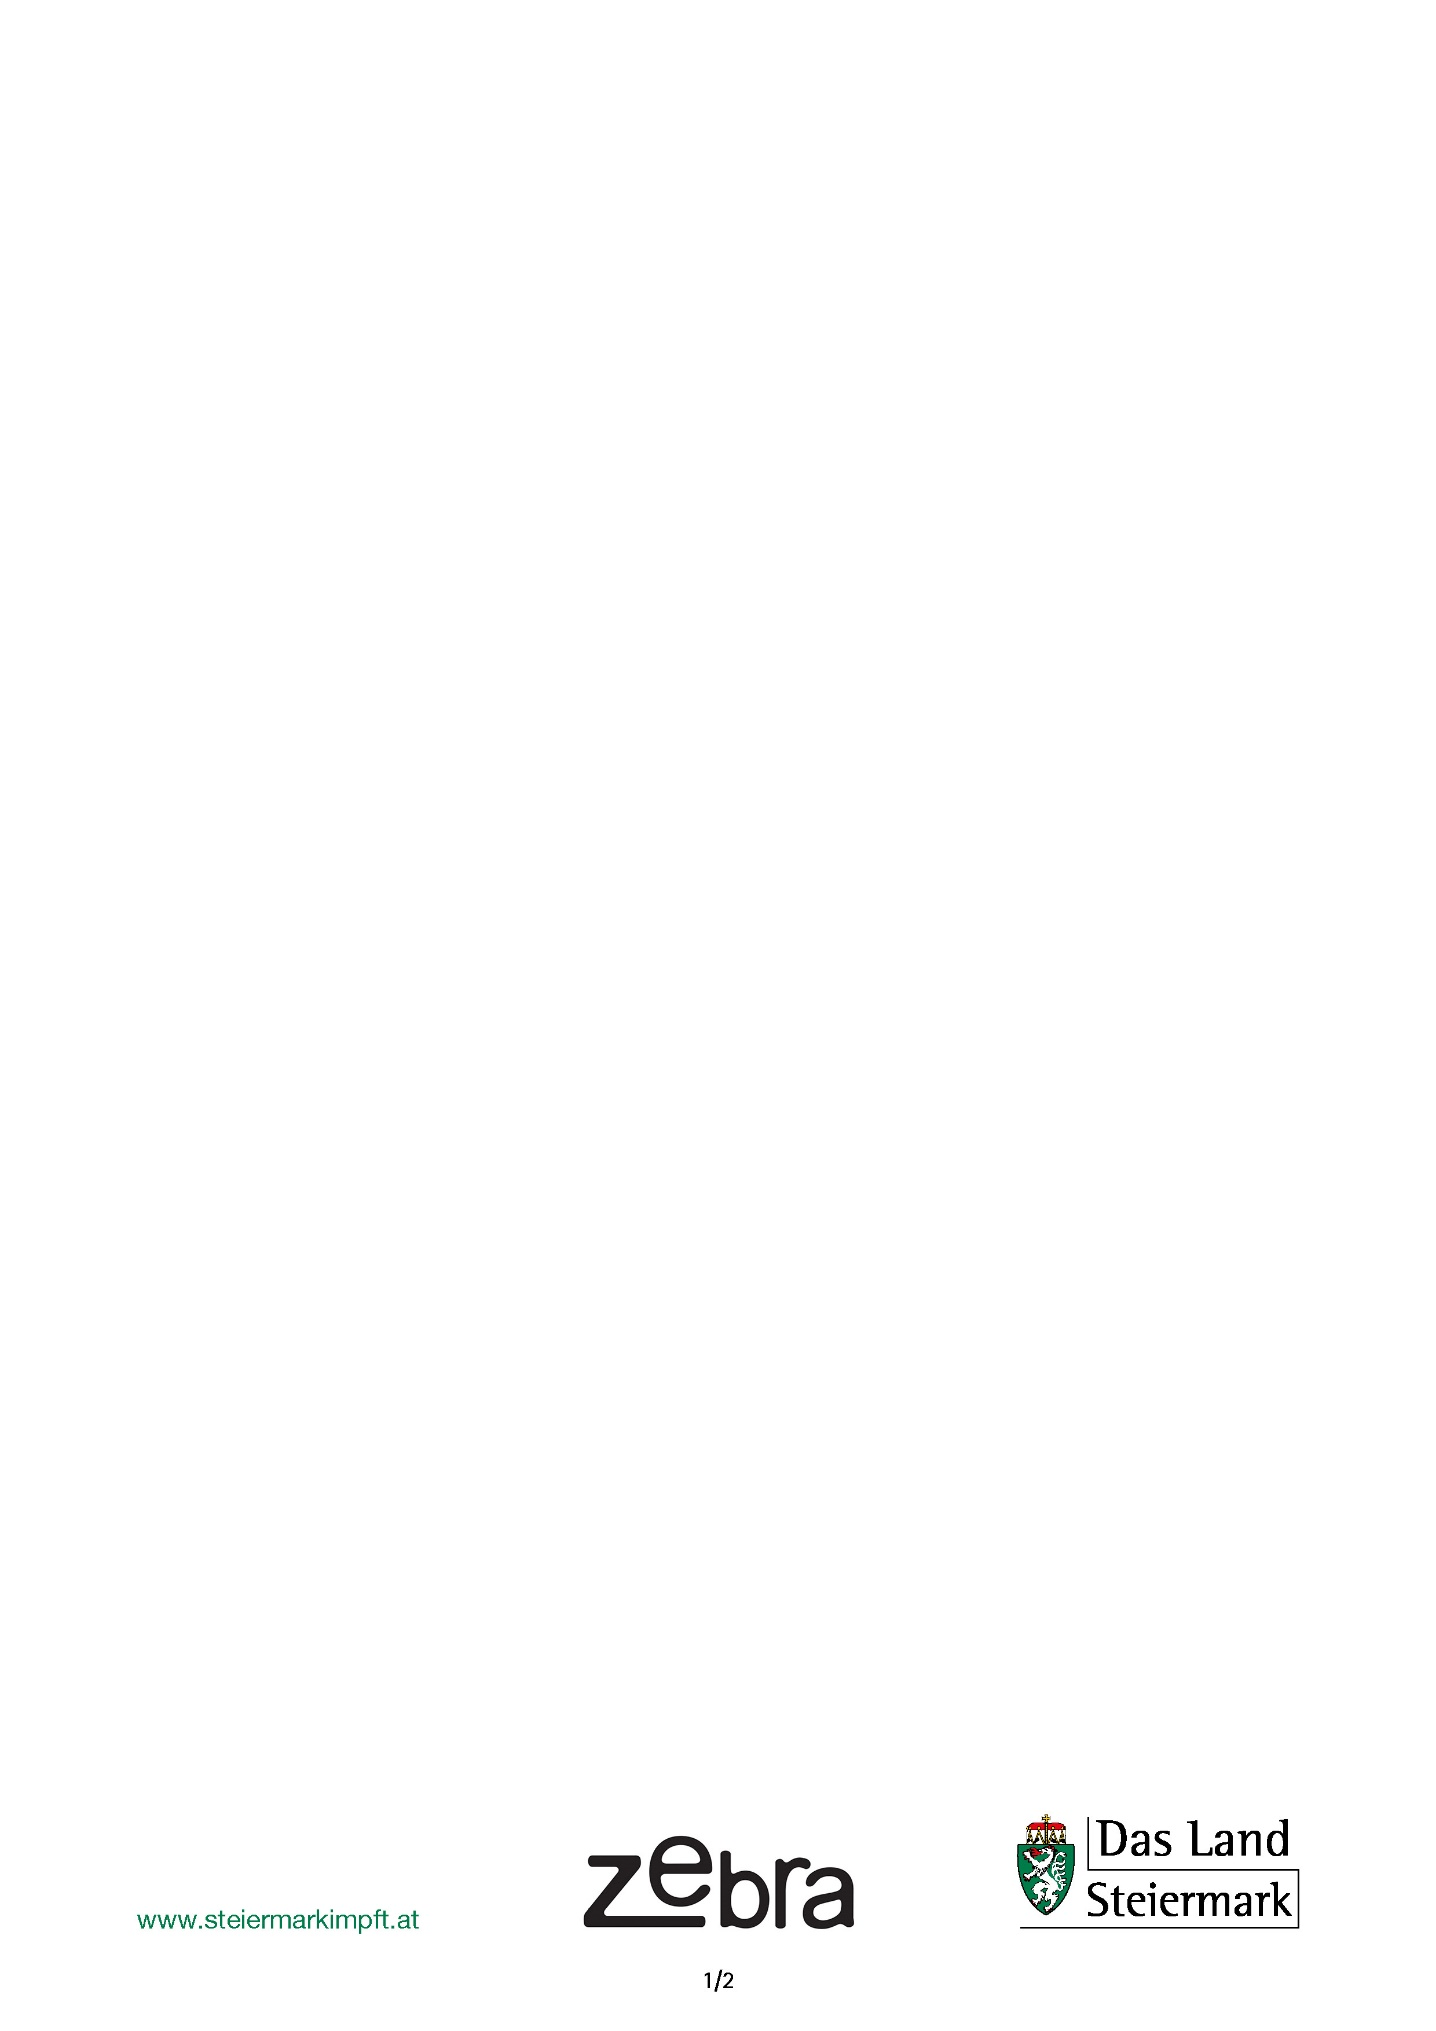 www.steiermarkimpft.at
zebra
Das Land
Steiermark
1/2